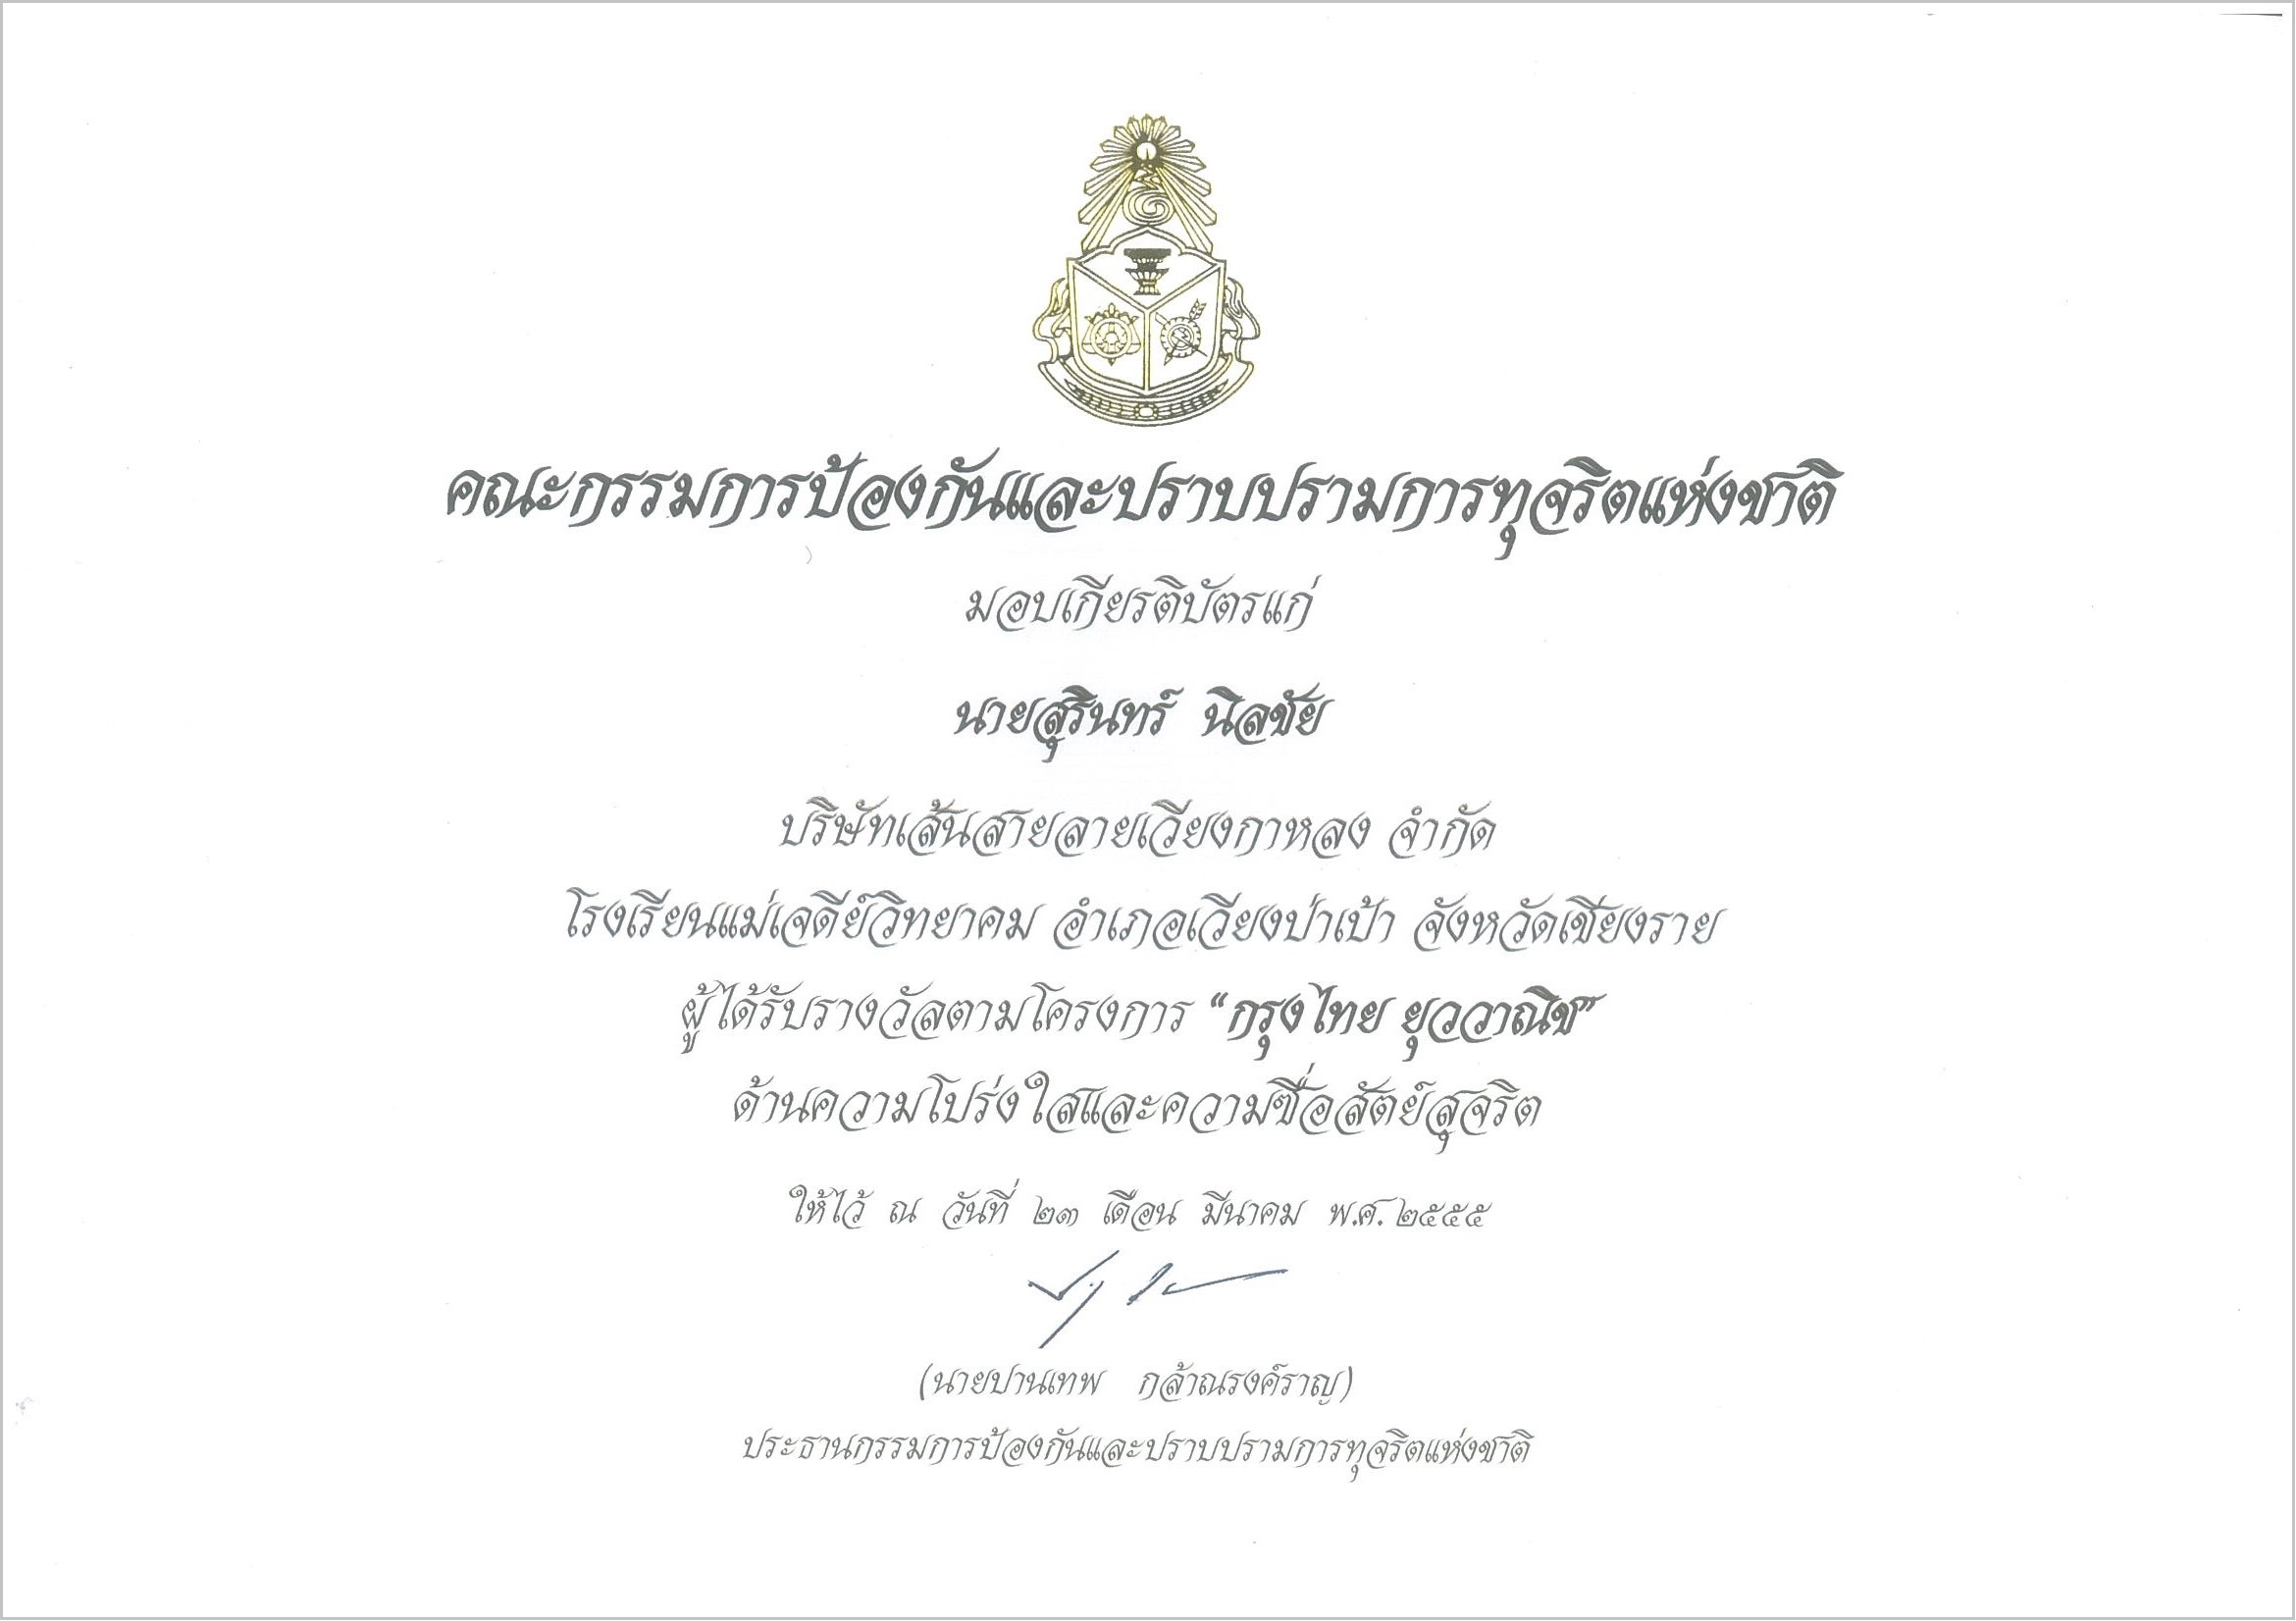 คณะกรรมการป้องกันและปราบปรามการทุจริตแห่งชาติ
มอบเกียรติบัตรแก่
นายสุรินทร์ นิลชัย
บริษัทเส้นสายลายเวียงกาหลง จำกัด
โรงเรียนแม่เจดีย์วิทยาคม อำเภอเวียงป่าเป้า จังหวัดเชียงราย
ผู้ได้รับรางวัลตามโครงการ “กรุงไทย ยุววาณิช”
ด้านความโปร่งใสและความซื่อสัตย์สุจริต
ให้ไว้ ณ วันที่ ๒๓ เดือน มีนาคม พ.ศ. ๒๕๕๕
(นายปานเทพ กล้าณรงค์ราญ)
ประธานกรรมการป้องกันและปราบปรามการทุจริตแห่งชาติ